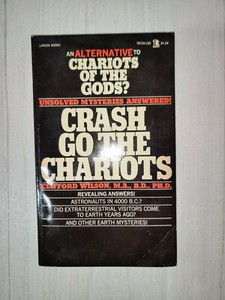 LANCER BOOKS
AN ALTERNATIVE TO
CHARIOTS
OF THE
GODS?
UNSOLVED MYSTERIES ANSWERED!
CRASH
GO THE
CHARIOTS
CLIFFORD WILSON, M.A., B.D., PH.D.
REVEALING ANSWERS!
ASTRONAUTS IN 4000 B.C.?
DID EXTRATERRESTRIAL VISITORS COME
TO EARTH YEARS AGO?
AND OTHER EARTH MYSTERIES!